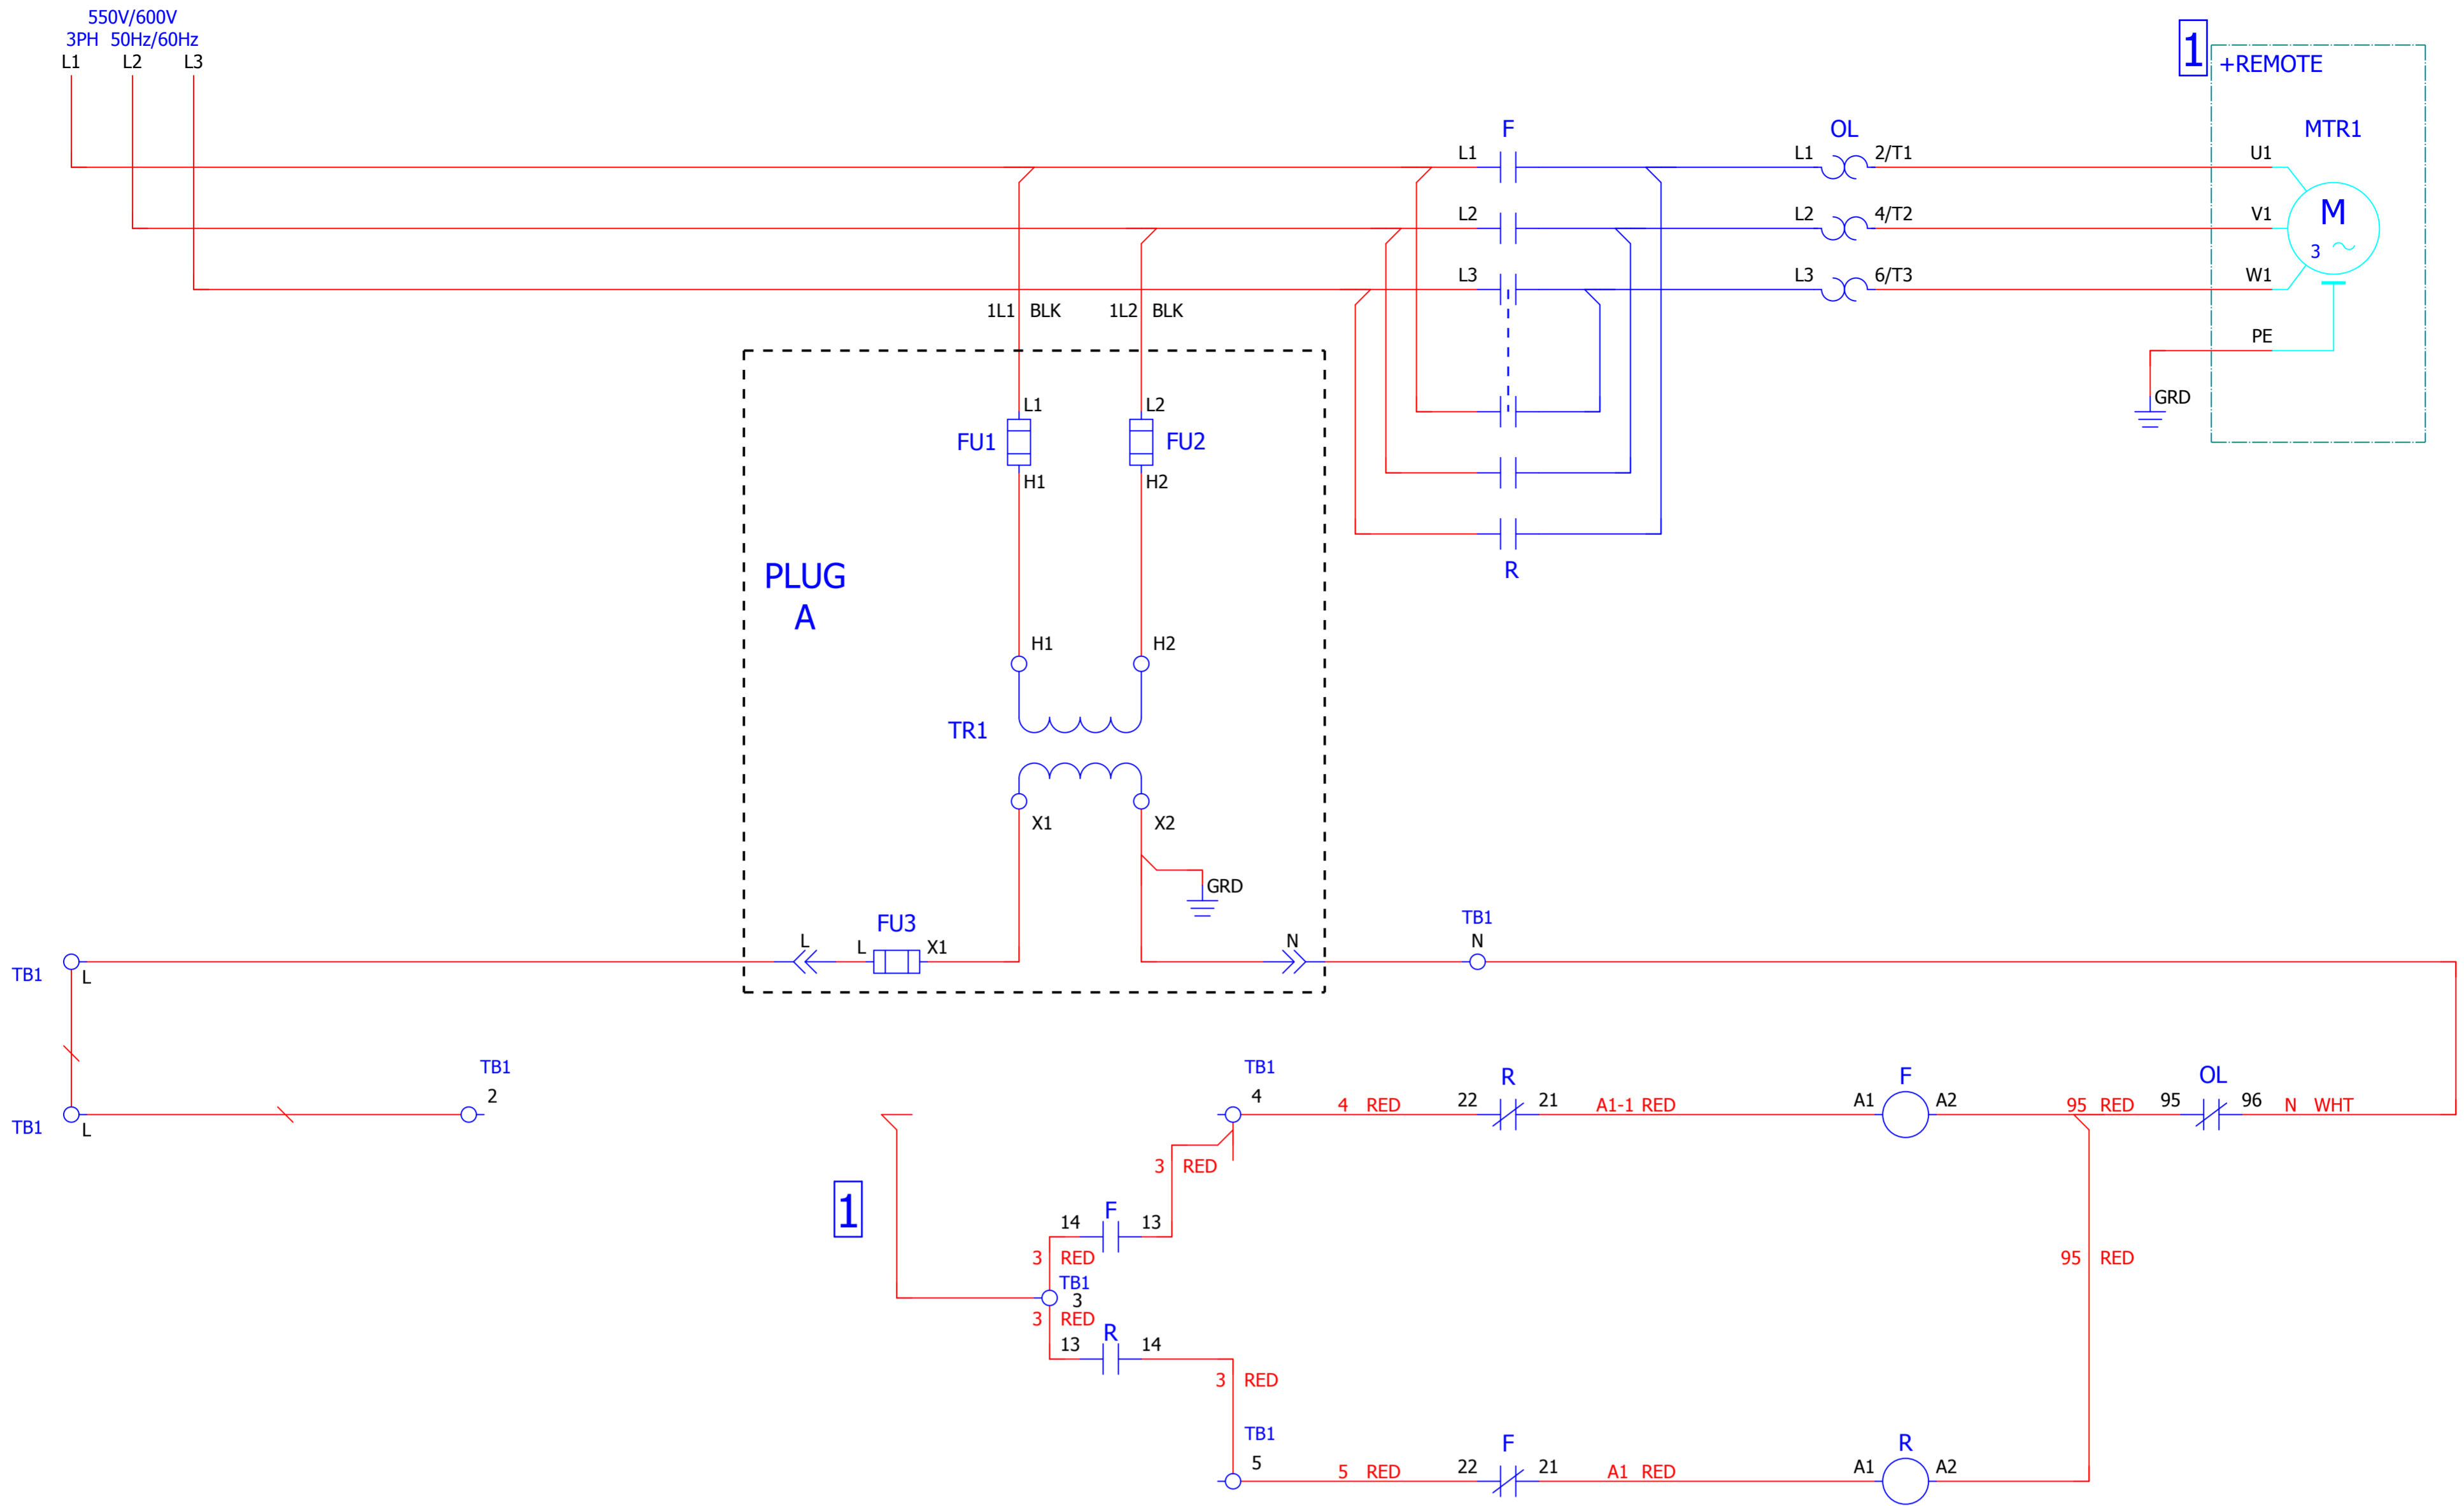 550V/600V
3PH 50Hz/60Hz
L1 L2 L3
1
+REMOTE
F OL MTR1
L1 L1 2/T1 U1
L2 L2 4/T2 V1
M
3
L3 L3 6/T3 W1
1L1 BLK 1L2 BLK
PE
GRD
L1 L2
FU1 FU2
H1 H2
R
PLUG
A
H1 H2
TR1
X1 X2
GRD
FU3
L L X1 N
TB1
N
TB1
L
TB1
2
TB1
L
TB1
4
4 RED 22 R 21 A1-1 RED A1 F A2 95 RED 95 OL 96 N WHT
3 RED
1
F
14 13
3 RED
95 RED
TB1
3
3 RED
R
13 14
3 RED
TB1
5
5 RED 22 F 21 A1 RED A1 R A2